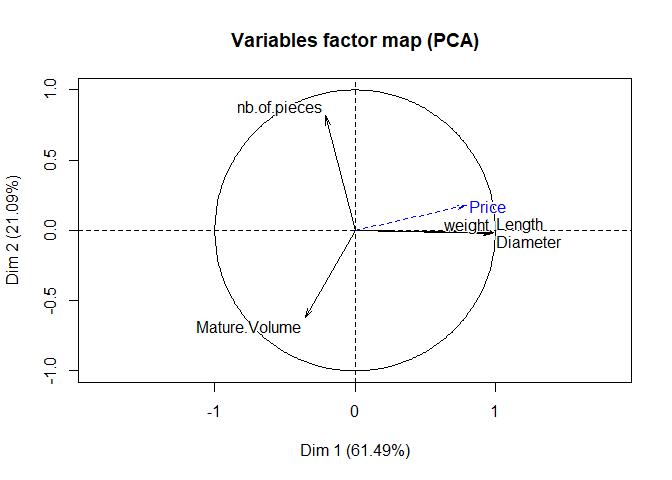 Variables factor map (PCA)
Dim 2 (21.09%)
1.0
0.5
0.0
-0.5
-1.0
nb.of.pieces
Price
weight
Length
Diameter
Mature.Volume
-1
0
1
Dim 1 (61.49%)